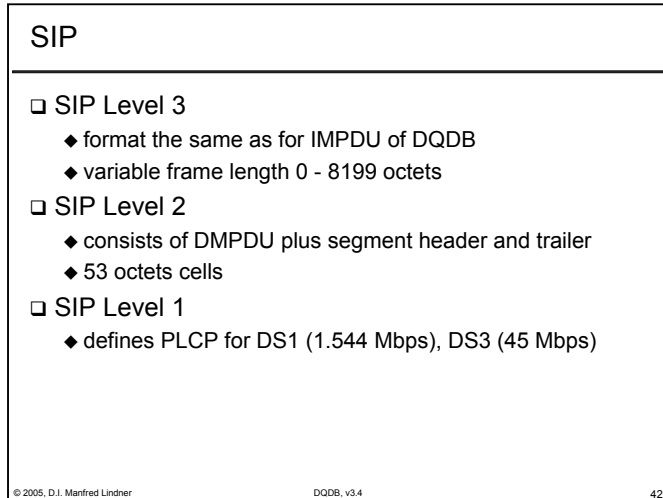 SIP
❑ SIP Level 3
◆ format the same as for IMPDU of DQDB
◆ variable frame length 0 - 8199 octets
❑ SIP Level 2
◆ consists of DMPDU plus segment header and trailer
◆ 53 octets cells
❑ SIP Level 1
◆ defines PLCP for DS1 (1.544 Mbps), DS3 (45 Mbps)
© 2005, D.I. Manfred Lindner DQDB, v3.4 42